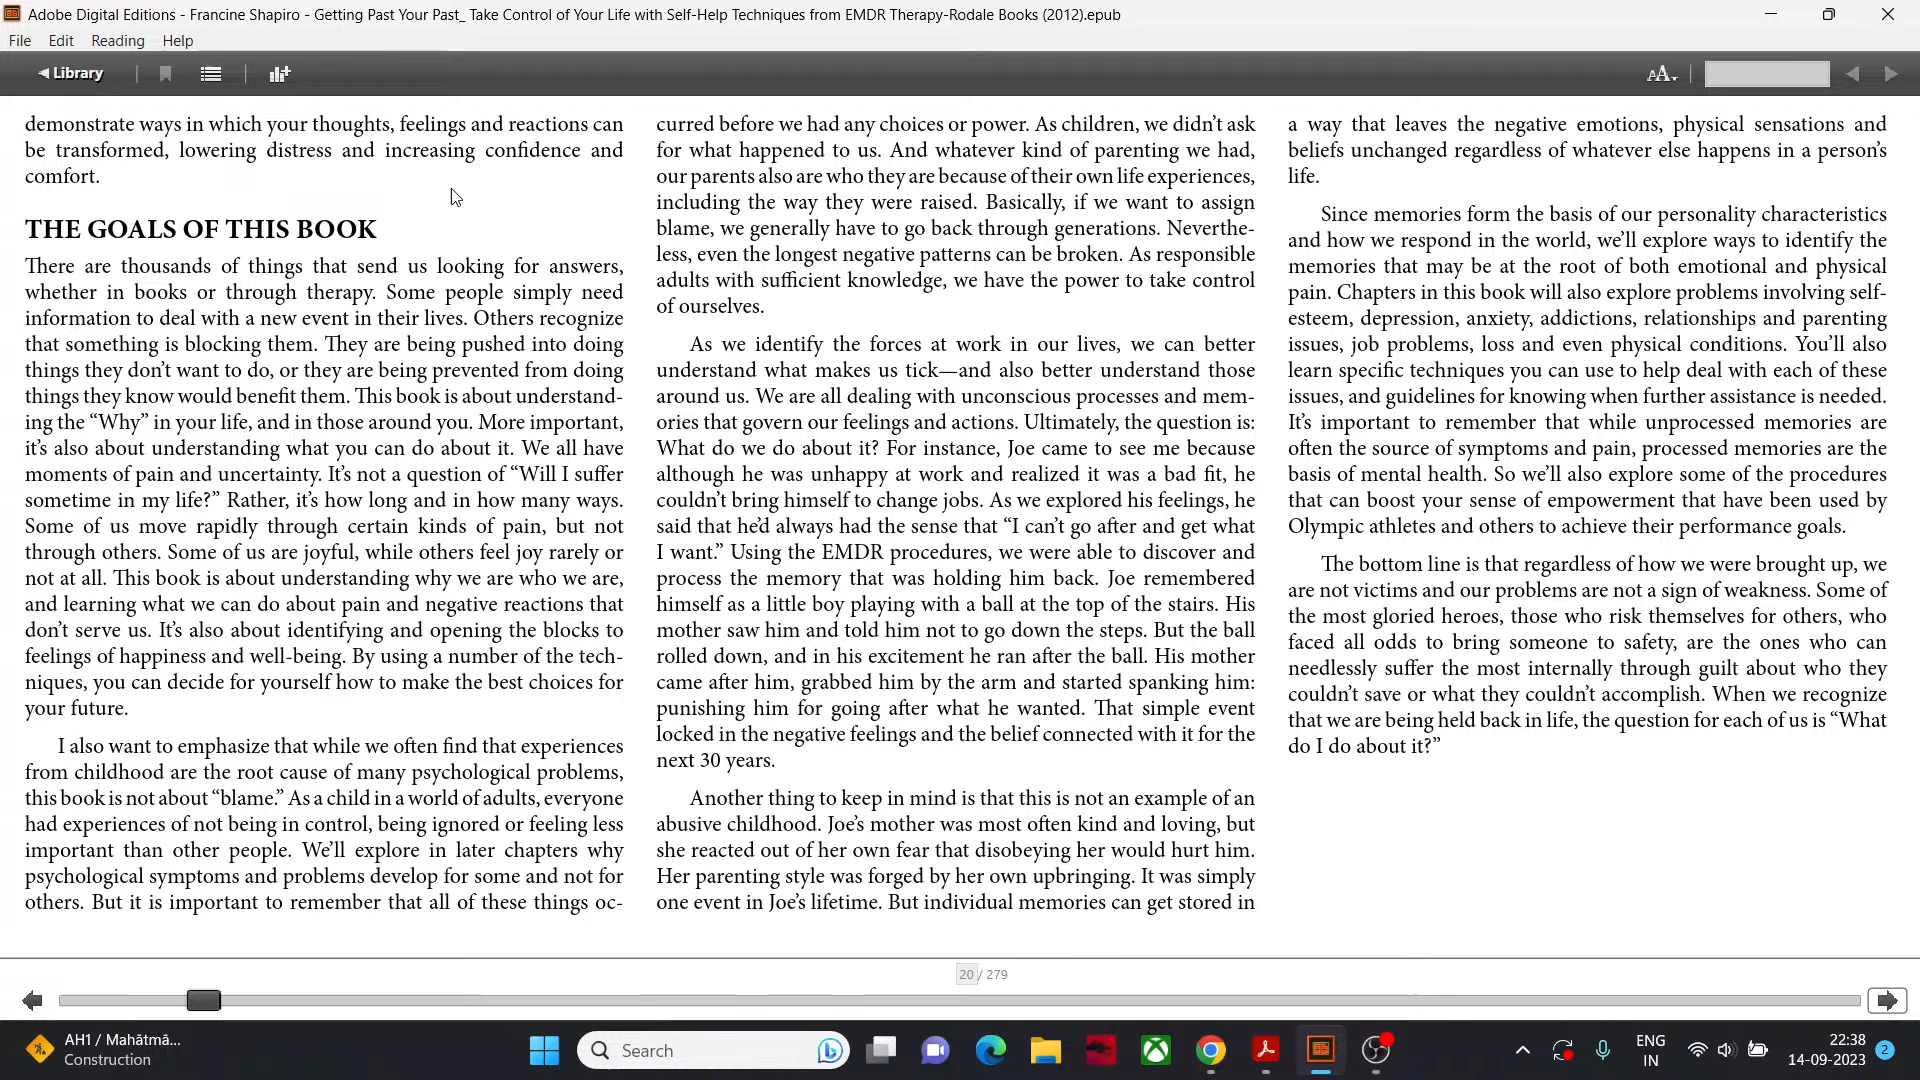 Adobe Digital Editions - Francine Shapiro - Getting Past Your Past_ Take Control of Your Life with Self-Help Techniques from EMDR Therapy-Rodale Books (2012).epub
File Edit Reading Help
Library
AA
demonstrate ways in which your thoughts, feelings and reactions can
be transformed, lowering distress and increasing confidence and
comfort.
THE GOALS OF THIS BOOK
There are thousands of things that send us looking for answers,
whether in books or through therapy. Some people simply need
information to deal with a new event in their lives. Others recognize
that something is blocking them. They are being pushed into doing
things they don’t want to do, or they are being prevented from doing
things they know would benefit them. This book is about understand-
ing the “Why” in your life, and in those around you. More important,
it’s also about understanding what you can do about it. We all have
moments of pain and uncertainty. It’s not a question of “Will I suffer
sometime in my life?” Rather, it’s how long and in how many ways.
Some of us move rapidly through certain kinds of pain, but not
through others. Some of us are joyful, while others feel joy rarely or
not at all. This book is about understanding why we are who we are,
and learning what we can do about pain and negative reactions that
don’t serve us. It’s also about identifying and opening the blocks to
feelings of happiness and well-being. By using a number of the tech-
niques, you can decide for yourself how to make the best choices for
your future.
I also want to emphasize that while we often find that experiences
from childhood are the root cause of many psychological problems,
this book is not about “blame.” As a child in a world of adults, everyone
had experiences of not being in control, being ignored or feeling less
important than other people. We’ll explore in later chapters why
psychological symptoms and problems develop for some and not for
others. But it is important to remember that all of these things oc-
curred before we had any choices or power. As children, we didn’t ask
for what happened to us. And whatever kind of parenting we had,
our parents also are who they are because of their own life experiences,
including the way they were raised. Basically, if we want to assign
blame, we generally have to go back through generations. Neverthe-
less, even the longest negative patterns can be broken. As responsible
adults with sufficient knowledge, we have the power to take control
of ourselves.
As we identify the forces at work in our lives, we can better
understand what makes us tick—and also better understand those
around us. We are all dealing with unconscious processes and mem-
ories that govern our feelings and actions. Ultimately, the question is:
What do we do about it? For instance, Joe came to see me because
although he was unhappy at work and realized it was a bad fit, he
couldn’t bring himself to change jobs. As we explored his feelings, he
said that he’d always had the sense that “I can’t go after and get what
I want.” Using the EMDR procedures, we were able to discover and
process the memory that was holding him back. Joe remembered
himself as a little boy playing with a ball at the top of the stairs. His
mother saw him and told him not to go down the steps. But the ball
rolled down, and in his excitement he ran after the ball. His mother
came after him, grabbed him by the arm and started spanking him:
punishing him for going after what he wanted. That simple event
locked in the negative feelings and the belief connected with it for the
next 30 years.
Another thing to keep in mind is that this is not an example of an
abusive childhood. Joe’s mother was most often kind and loving, but
she reacted out of her own fear that disobeying her would hurt him.
Her parenting style was forged by her own upbringing. It was simply
one event in Joe’s lifetime. But individual memories can get stored in
a way that leaves the negative emotions, physical sensations and
beliefs unchanged regardless of whatever else happens in a person’s
life.
Since memories form the basis of our personality characteristics
and how we respond in the world, we’ll explore ways to identify the
memories that may be at the root of both emotional and physical
pain. Chapters in this book will also explore problems involving self-
esteem, depression, anxiety, addictions, relationships and parenting
issues, job problems, loss and even physical conditions. You’ll also
learn specific techniques you can use to help deal with each of these
issues, and guidelines for knowing when further assistance is needed.
It’s important to remember that while unprocessed memories are
often the source of symptoms and pain, processed memories are the
basis of mental health. So we’ll also explore some of the procedures
that can boost your sense of empowerment that have been used by
Olympic athletes and others to achieve their performance goals.
The bottom line is that regardless of how we were brought up, we
are not victims and our problems are not a sign of weakness. Some of
the most gloried heroes, those who risk themselves for others, who
faced all odds to bring someone to safety, are the ones who can
needlessly suffer the most internally through guilt about who they
couldn’t save or what they couldn’t accomplish. When we recognize
that we are being held back in life, the question for each of us is “What
do I do about it?”
20 / 279
AH1 / Mahātmā...
Construction
Search
ENG
IN
22:38
14-09-2023
2